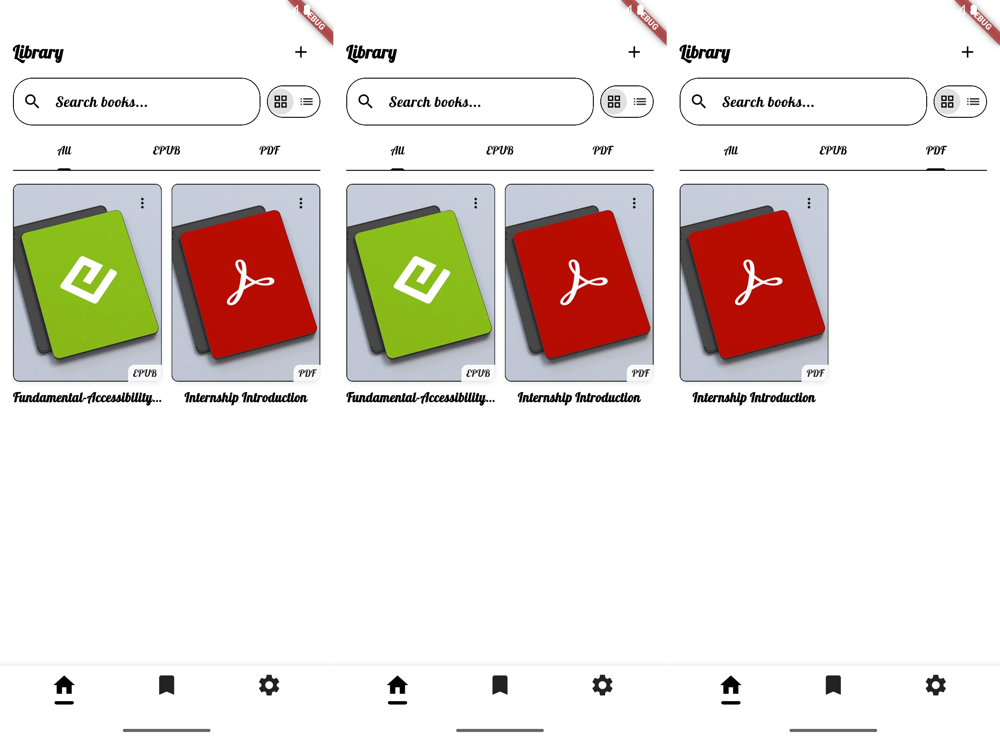 EBUG
Library
Search books...
All EPUB PDF
EPUB
PDF
Fundamental-Accessibility...
Internship Introduction
EBUG
Library
Search books...
All EPUB PDF
EPUB
PDF
Fundamental-Accessibility...
Internship Introduction
EBUG
Library
Search books...
All EPUB PDF
PDF
Internship Introduction